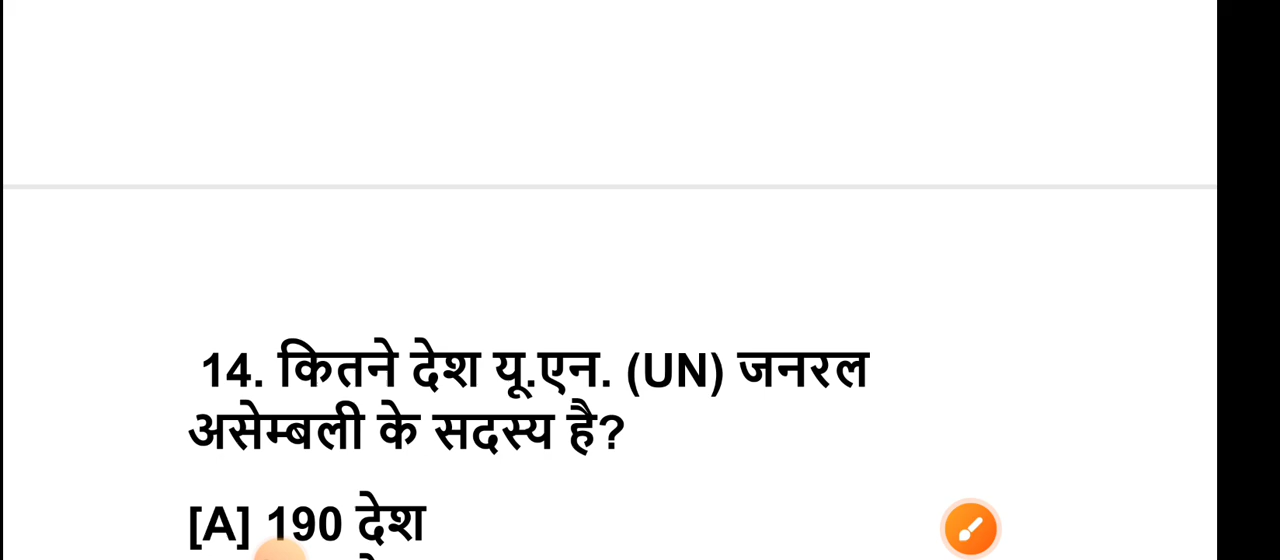 14. कितने देश यू.एन. (UN) जनरल
असेम्बली के सदस्य है?
[A] 190 देश